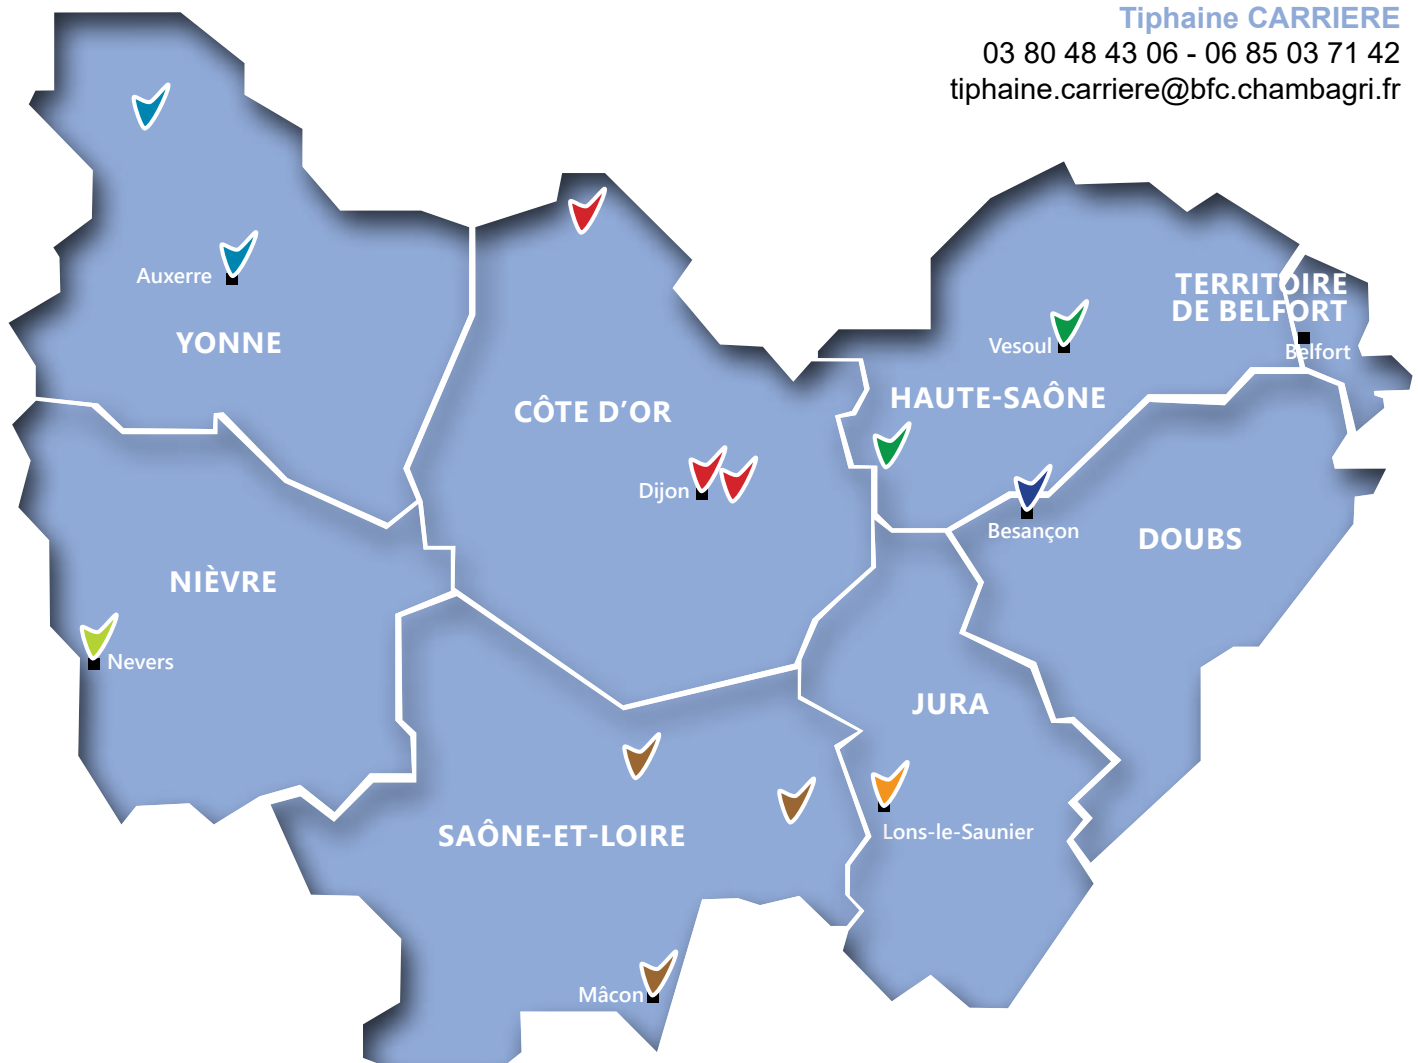 Tiphaine CARRIERE
03 80 48 43 06 - 06 85 03 71 42
tiphaine.carriere@bfc.chambagri.fr
Auxerre
YONNE
TERRITOIRE
DE BELFORT
Belfort
Vesoul
HAUTE-SAÔNE
CÔTE D’OR
Dijon
Besançon
DOUBS
NIÈVRE
Nevers
JURA
SAÔNE-ET-LOIRE
Lons-le-Saunier
Mâcon